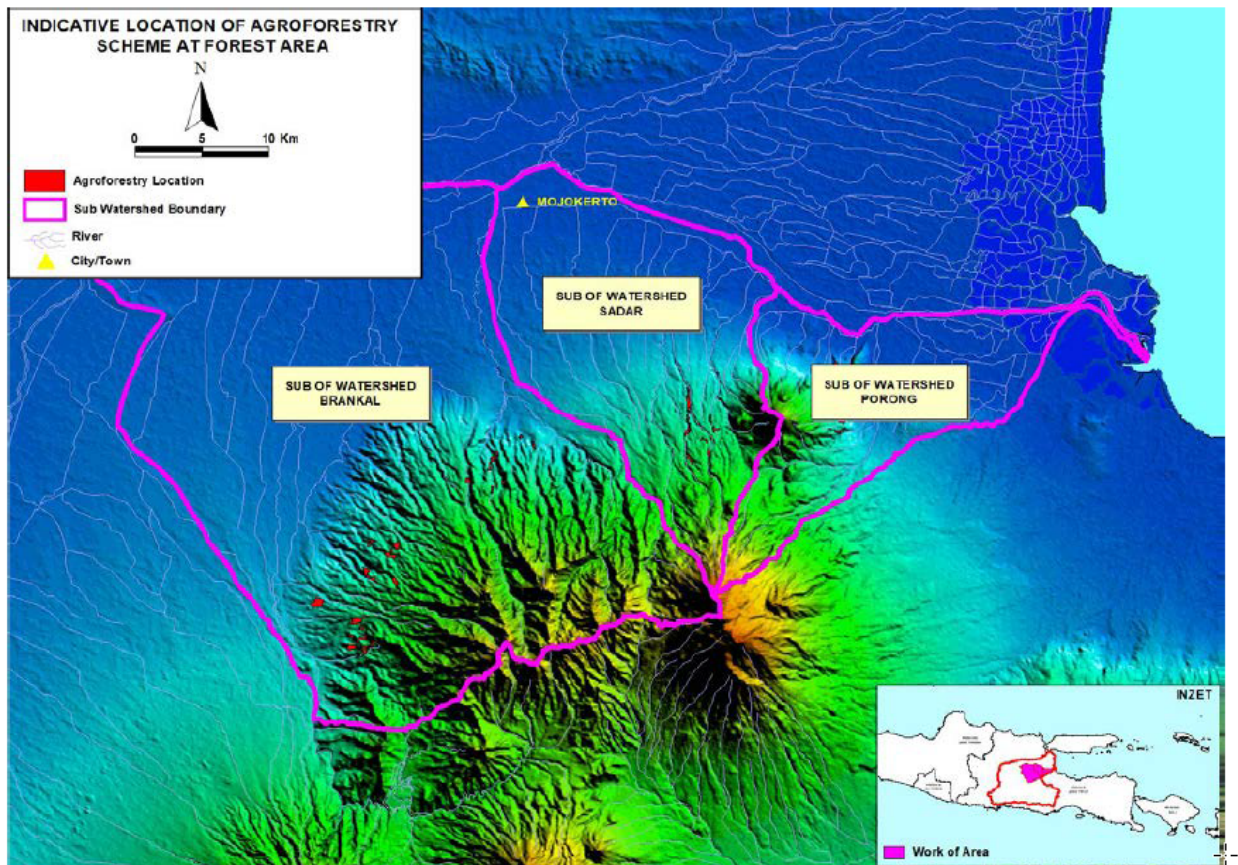 INDICATIVE LOCATION OF AGROFORESTRY
SCHEME AT FOREST AREA
N
0 5 10 Km
Agroforestry Location
Sub Watershed Boundary
River
City/Town
MOJOKERTO
SUB OF WATERSHED
SADAR
SUB OF WATERSHED
BRANKAL
SUB OF WATERSHED
PORONG
INZET
Work of Area